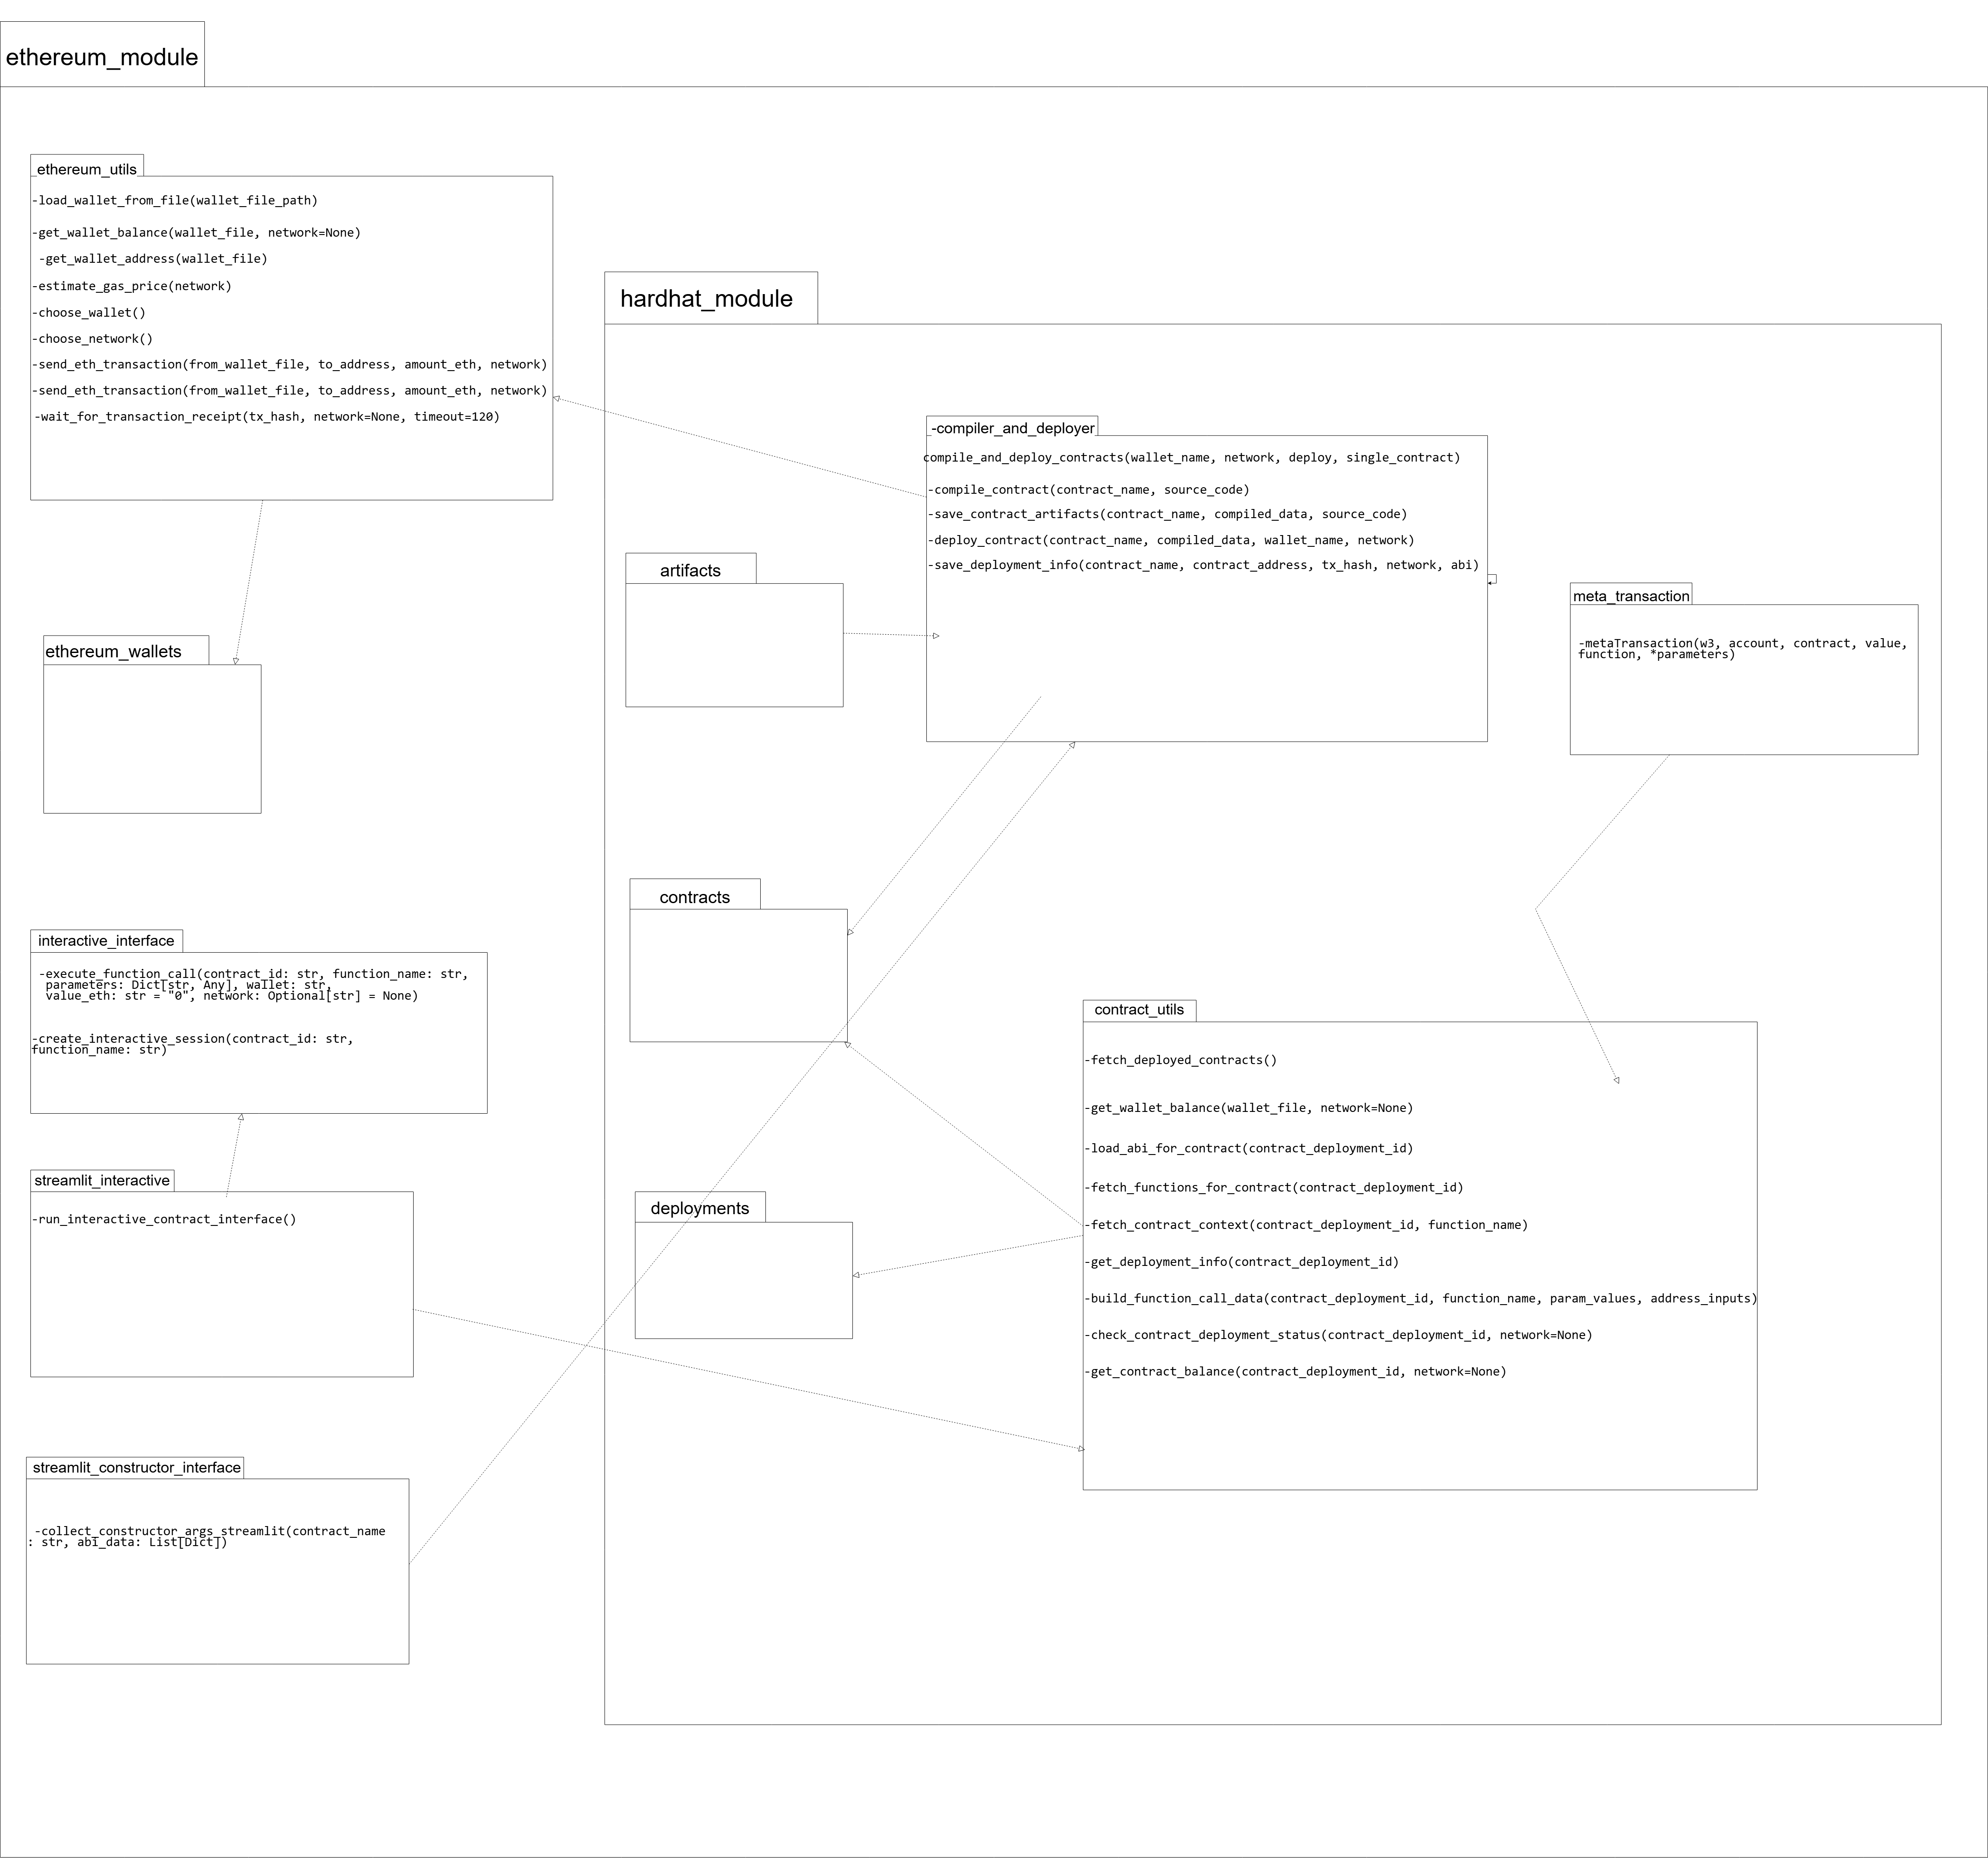 ethereum_module
ethereum_utils
-load_wallet_from_file(wallet_file_path)
-get_wallet_balance(wallet_file, network=None)
-get_wallet_address(wallet_file)
-estimate_gas_price(network)
-choose_wallet()
-choose_network()
-send_eth_transaction(from_wallet_file, to_address, amount_eth, network)
-send_eth_transaction(from_wallet_file, to_address, amount_eth, network)
-wait_for_transaction_receipt(tx_hash, network=None, timeout=120)
ethereum_wallets
interactive_interface
-execute_function_call(contract_id: str, function_name: str,
parameters: Dict[str, Any], wallet: str,
value_eth: str = "0", network: Optional[str] = None)
-create_interactive_session(contract_id: str,
function_name: str)
streamlit_interactive
-run_interactive_contract_interface()
streamlit_constructor_interface
-collect_constructor_args_streamlit(contract_name
: str, abi_data: List[Dict])
hardhat_module
-compiler_and_deployer
compile_and_deploy_contracts(wallet_name, network, deploy, single_contract)
-compile_contract(contract_name, source_code)
-save_contract_artifacts(contract_name, compiled_data, source_code)
-deploy_contract(contract_name, compiled_data, wallet_name, network)
-save_deployment_info(contract_name, contract_address, tx_hash, network, abi)
artifacts
meta_transaction
-metaTransaction(w3, account, contract, value,
function, *parameters)
contracts
contract_utils
-fetch_deployed_contracts()
-get_wallet_balance(wallet_file, network=None)
-load_abi_for_contract(contract_deployment_id)
-fetch_functions_for_contract(contract_deployment_id)
-fetch_contract_context(contract_deployment_id, function_name)
-get_deployment_info(contract_deployment_id)
-build_function_call_data(contract_deployment_id, function_name, param_values, address_inputs)
-check_contract_deployment_status(contract_deployment_id, network=None)
-get_contract_balance(contract_deployment_id, network=None)
deployments